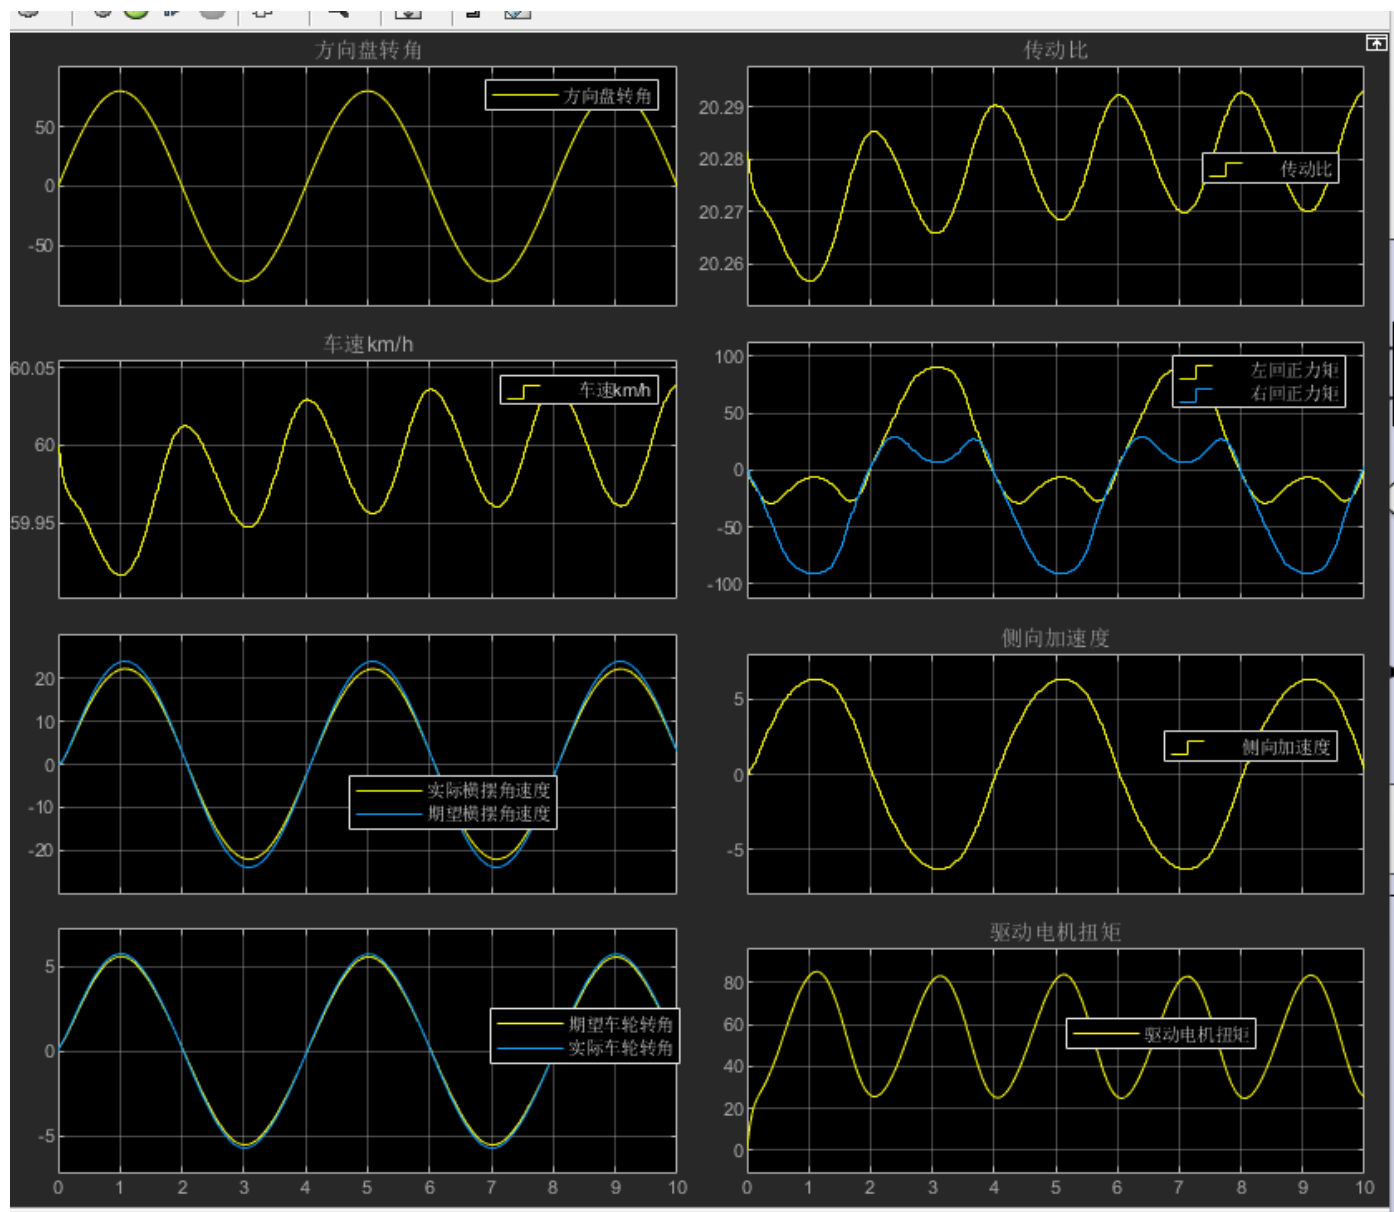 方向盘转角
方向盘转角
50
0
-50
传动比
20.29
20.28
传动比
20.27
20.26
车速km/h
60.05
车速km/h
60
59.95
100
左回正力矩
右回正力矩
50
0
-50
-100
20
10
0
实际横摆角速度
-10
期望横摆角速度
-20
侧向加速度
5
侧向加速度
0
-5
5
期望车轮转角
0
实际车轮转角
-5
0 1 2 3 4 5 6 7 8 9 10
驱动电机扭矩
80
60
驱动电机扭矩
40
20
0
0 1 2 3 4 5 6 7 8 9 10